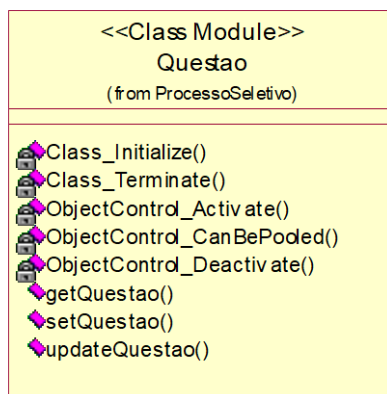 <<Class Module>>
Questao
(from ProcessoSeletivo)
Class_Initialize()
Class_Terminate()
ObjectControl_Activate()
ObjectControl_CanBePooled()
ObjectControl_Deactivate()
getQuestao()
setQuestao()
updateQuestao()